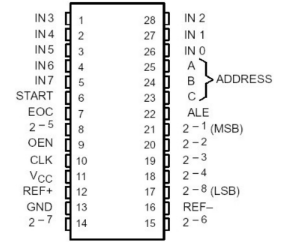 IN 3 1 28 IN 2
IN 4 2 27 IN 1
IN 5 3 26 IN 0
IN 6 4 25 A
IN 7 5 24 B ADDRESS
START 6 23 C
EOC 7 22 ALE
2 – 5 8 21 2 – 1 (MSB)
OEN 9 20 2 – 2
CLK 10 19 2 – 3
VCC 11 18 2 – 4
REF+ 12 17 2 – 8 (LSB)
GND 13 16 REF–
2 – 7 14 15 2 – 6